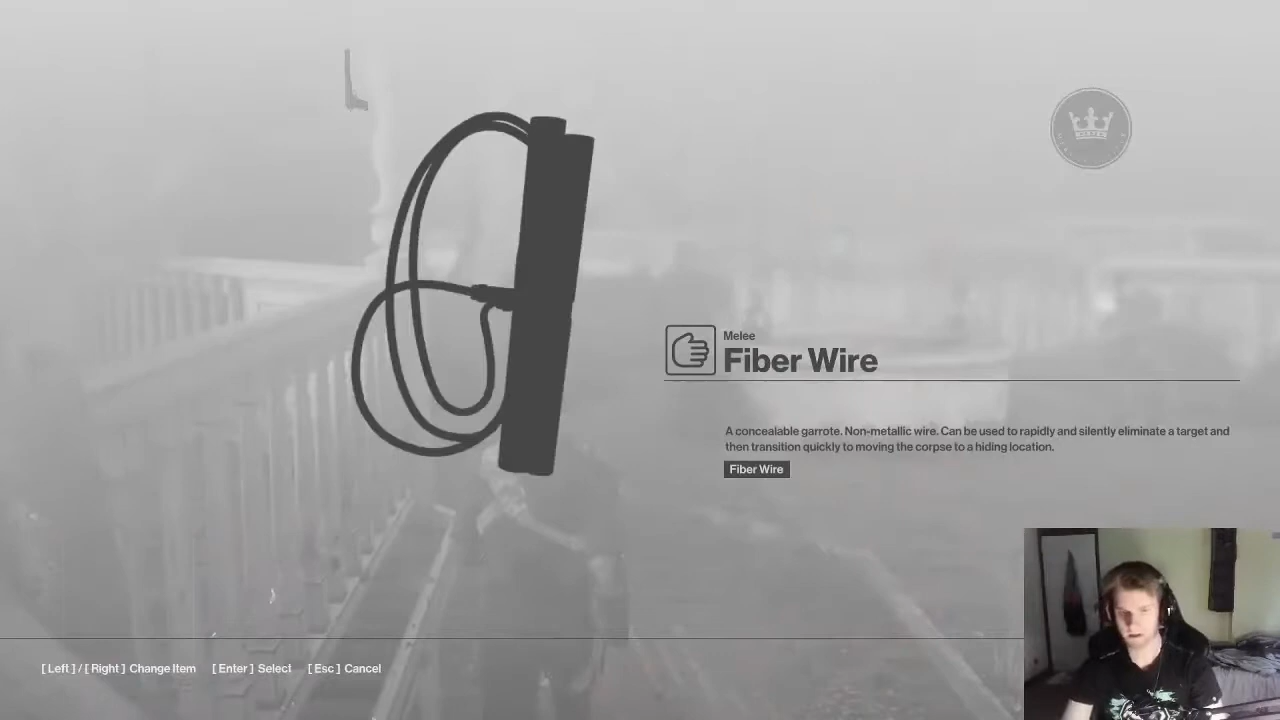 Melee
Fiber Wire
A concealable garrote. Non-metallic wire. Can be used to rapidly and silently eliminate a target and
then transition quickly to moving the corpse to a hiding location.
Fiber Wire
[ Left ] / [ Right ] Change Item [ Enter ] Select [ Esc ] Cancel